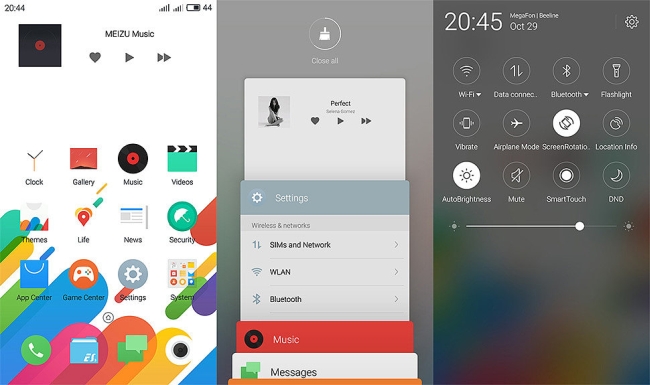 20:44
44
MEIZU Music
Clock
Gallery
Music
Videos
Themes
Life
News
Security
App Center
Game Center
Settings
System
ES
Close all
Perfect
Selena Gomez
Settings
Wireless & networks
SIMs and Network
WLAN
Bluetooth
Music
Messages
20:45
MegaFon | Beeline
Oct 29
Wi-Fi
Data connec..
Bluetooth
Flashlight
Vibrate
Airplane Mode
ScreenRotatio..
Location Info
AutoBrightness
Mute
SmartTouch
DND